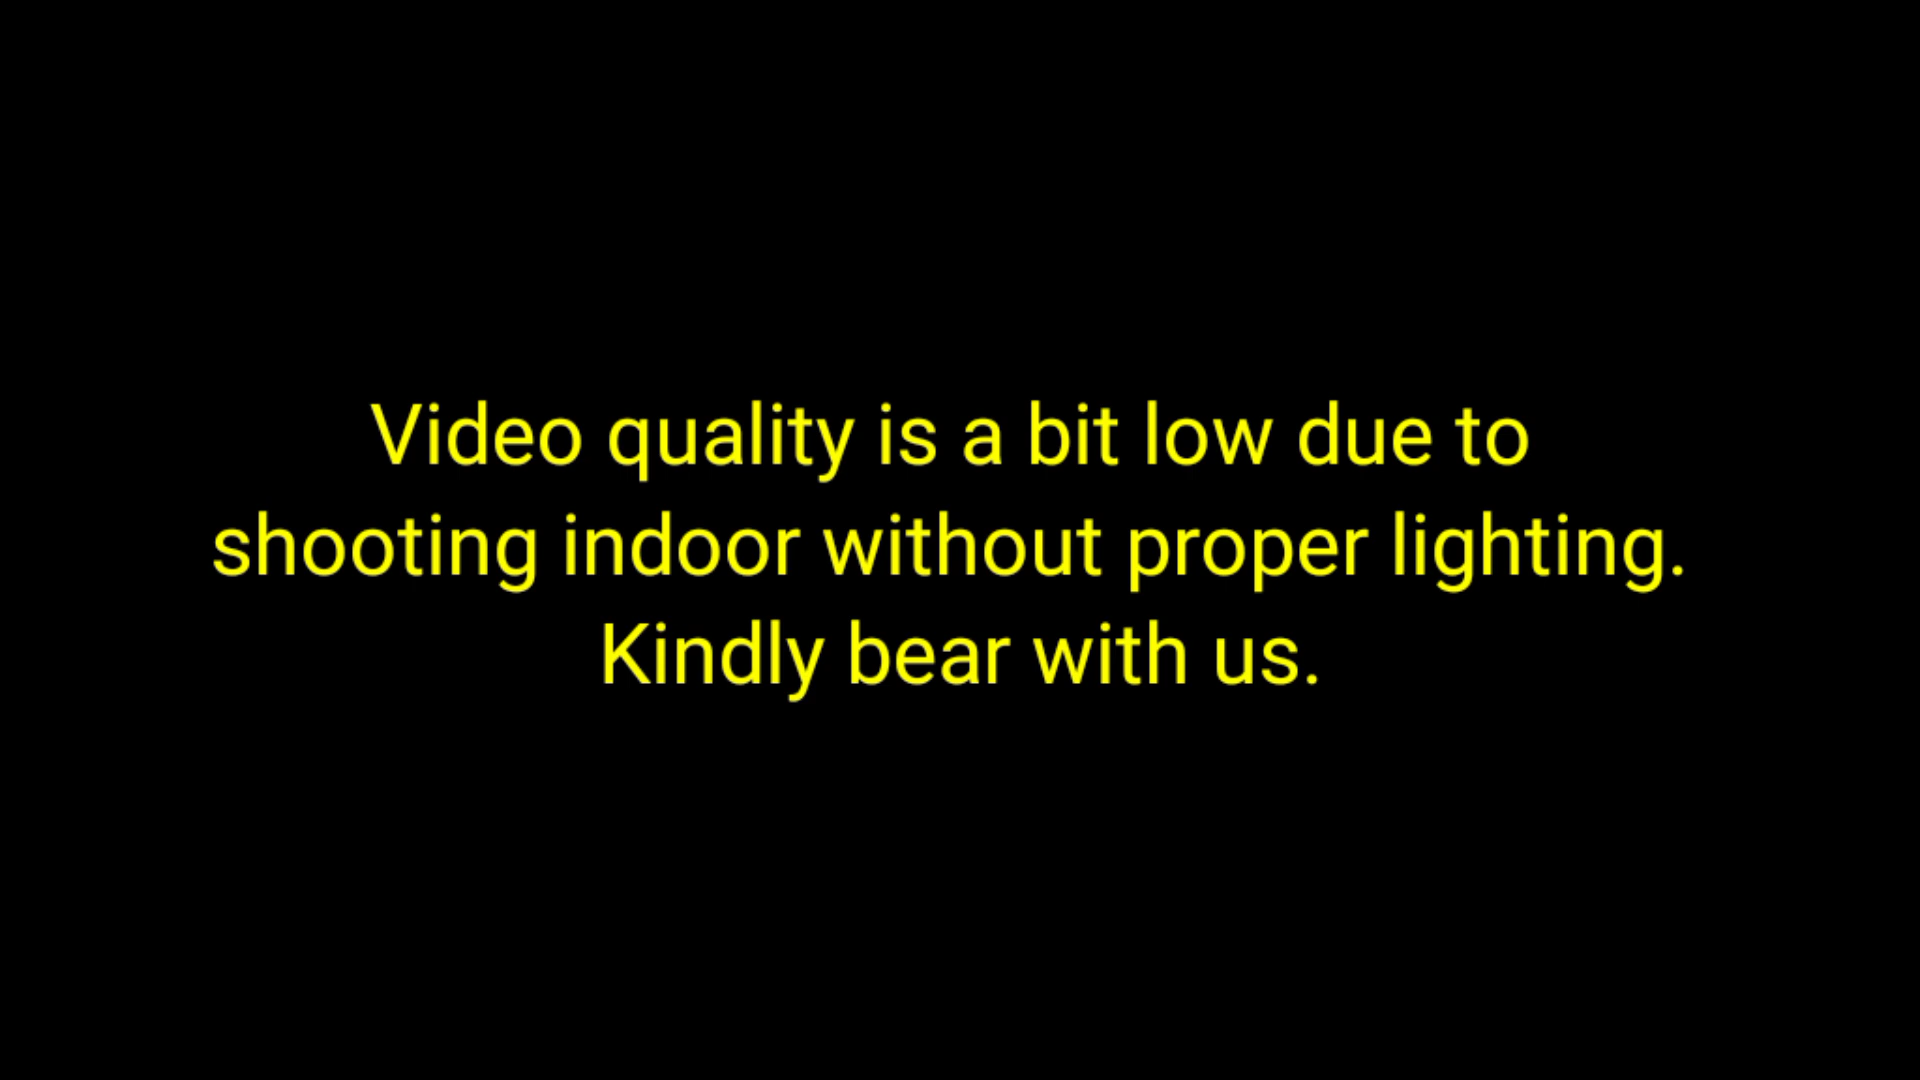 Video quality is a bit low due to
shooting indoor without proper lighting.
Kindly bear with us.